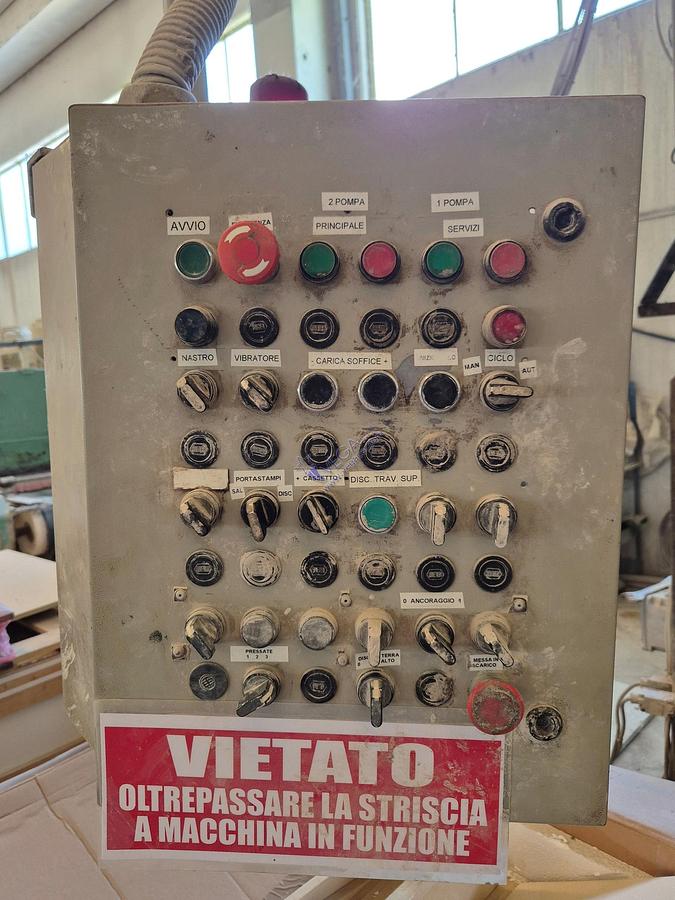 2 POMPA
1 POMPA
AVVIO
PRINCIPALE
SERVIZI
NASTRO
VIBRATORE
- CARICA SOFFICE +
MAN
CICLO
AUT
PORTASTAMPI
+ CASSETTO -
DISC. TRAV. SUP.
SAL
DISC
0 ANCORAGGIO 1
PRESSATE
1 2 3
TERRA
ALTO
MESSA IN
SCARICO
VIETATO
OLTREPASSARE LA STRISCIA
A MACCHINA IN FUNZIONE